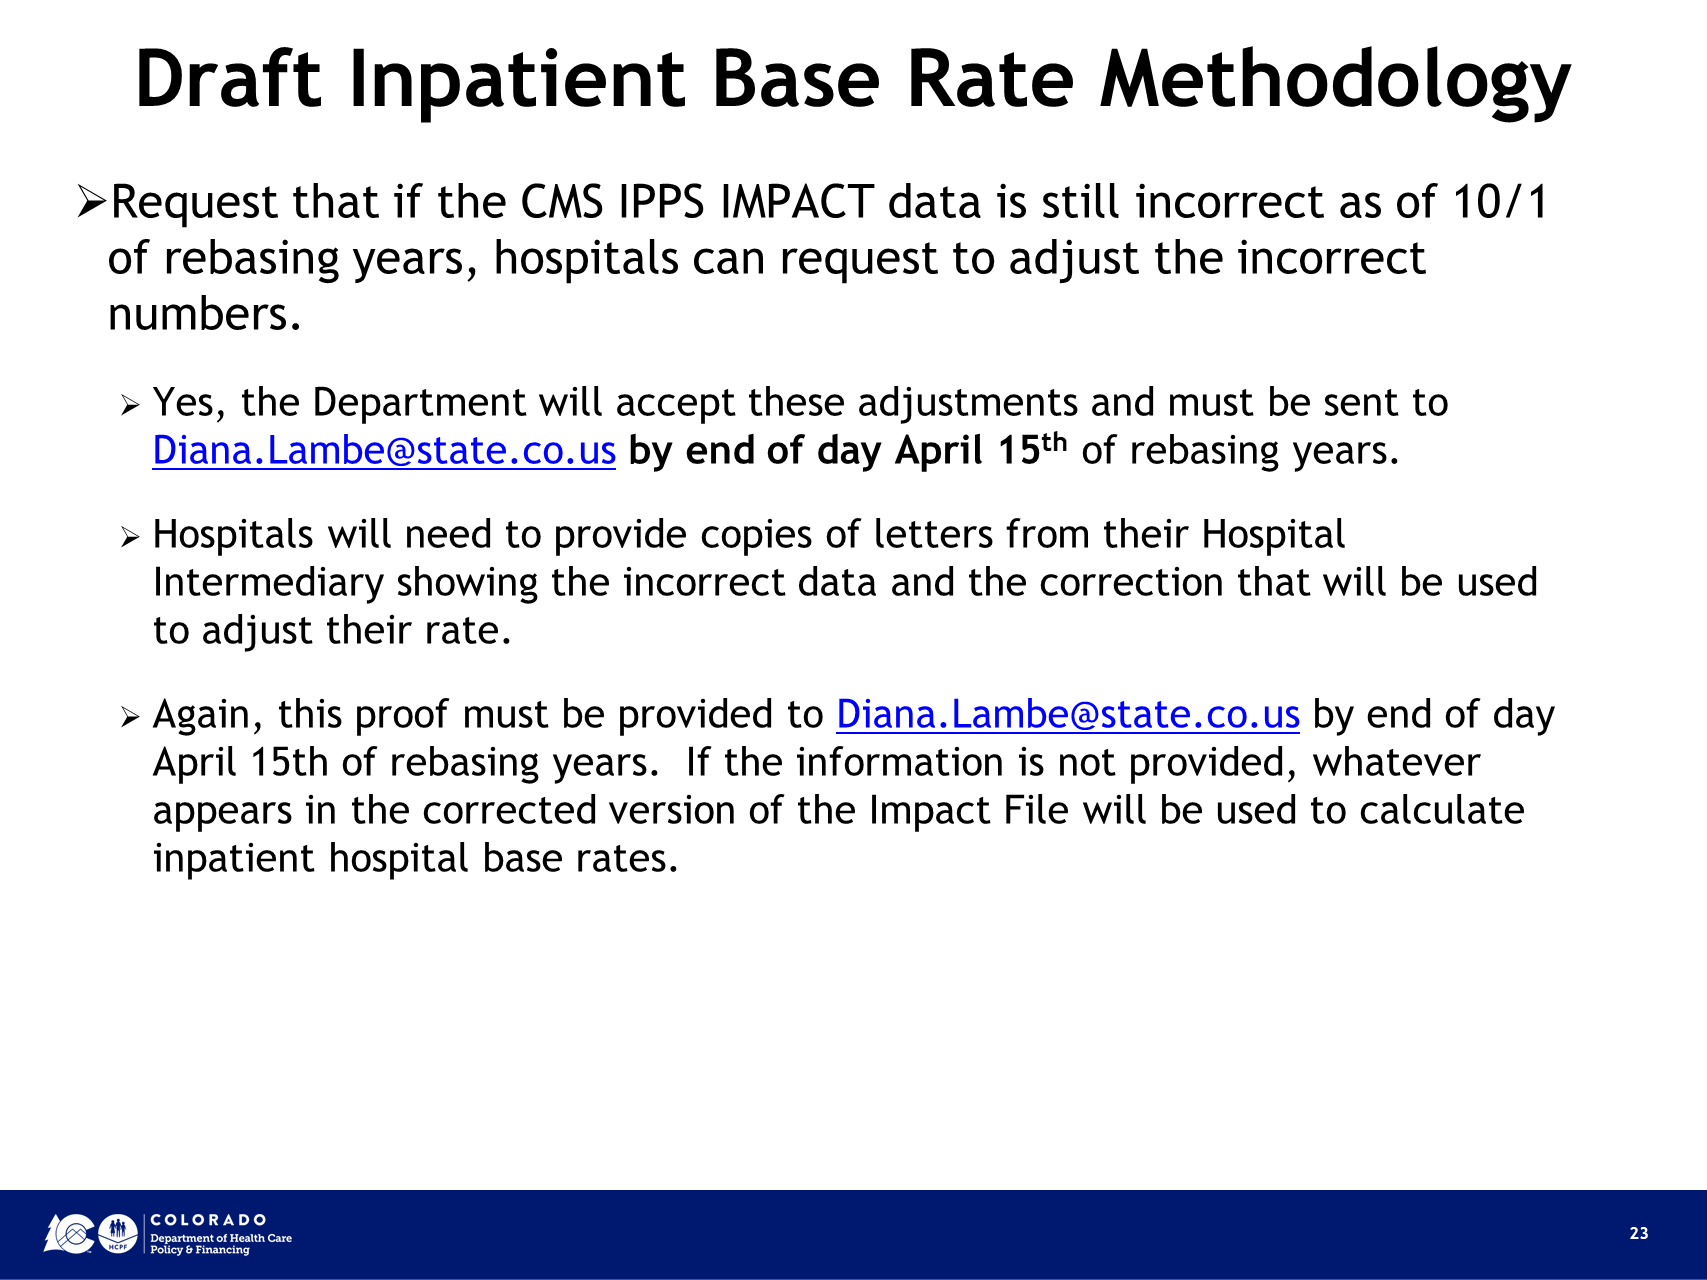 Draft Inpatient Base Rate Methodology
➢Request that if the CMS IPPS IMPACT data is still incorrect as of 10/1
of rebasing years, hospitals can request to adjust the incorrect
numbers.
➢ Yes, the Department will accept these adjustments and must be sent to
Diana.Lambe@state.co.us by end of day April 15th of rebasing years.
➢ Hospitals will need to provide copies of letters from their Hospital
Intermediary showing the incorrect data and the correction that will be used
to adjust their rate.
➢ Again, this proof must be provided to Diana.Lambe@state.co.us by end of day
April 15th of rebasing years.  If the information is not provided, whatever
appears in the corrected version of the Impact File will be used to calculate
inpatient hospital base rates.
HCPF
COLORADO
Department of Health Care
Policy & Financing
23